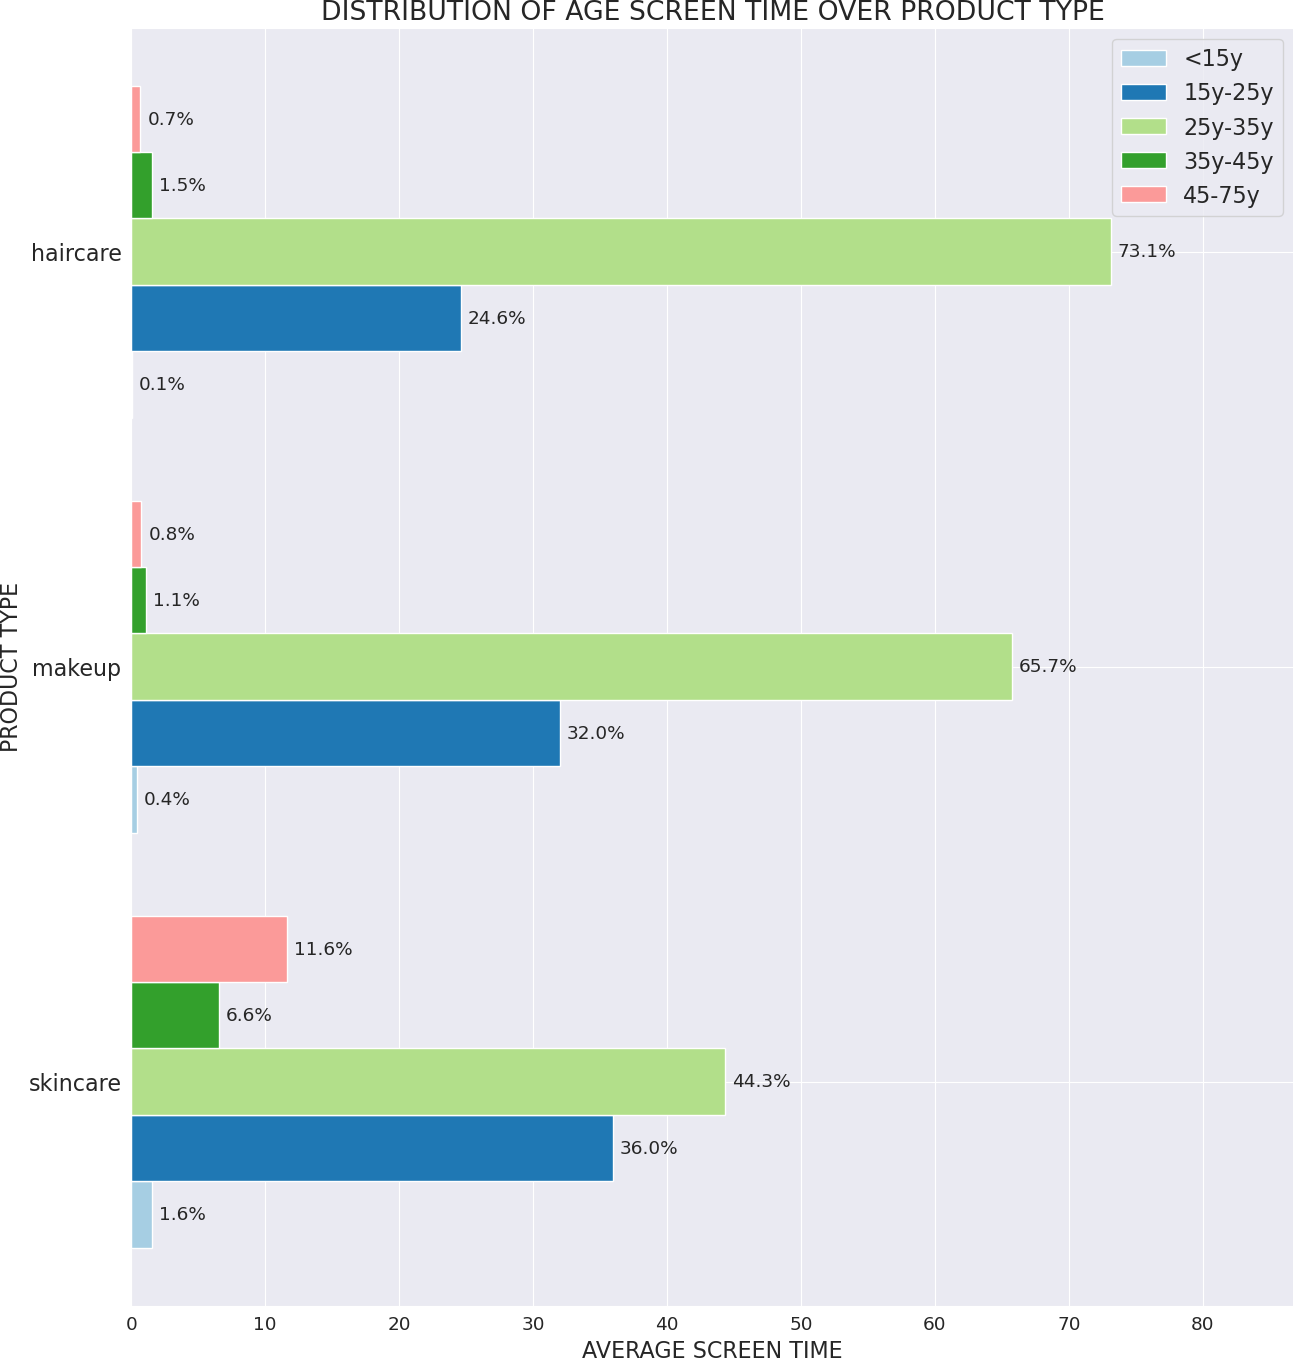 DISTRIBUTION OF AGE SCREEN TIME OVER PRODUCT TYPE
<15y
15y-25y
25y-35y
35y-45y
45-75y
0.7%
1.5%
haircare
73.1%
24.6%
0.1%
0.8%
1.1%
PRODUCT TYPE
makeup
65.7%
32.0%
0.4%
11.6%
6.6%
skincare
44.3%
36.0%
1.6%
0 10 20 30 40 50 60 70 80
AVERAGE SCREEN TIME